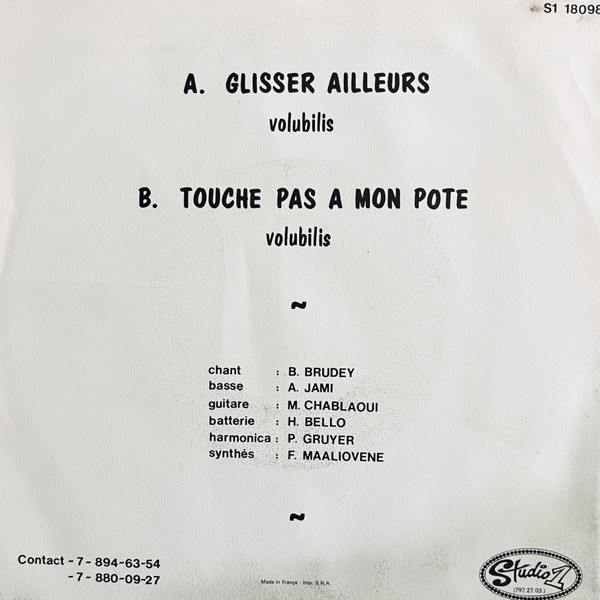 S1 18098
A. GLISSER AILLEURS
volubilis
B. TOUCHE PAS A MON POTE
volubilis
~
chant : B. BRUDEY
basse : A. JAMI
guitare : M. CHABLAOUI
batterie : H. BELLO
harmonica : P. GRUYER
synthés : F. MAALIOVENE
~
Contact - 7 - 894-63-54
- 7 - 880-09-27
Made in France - Imp. S.N.A.
Studio 1
(797.27.03.)